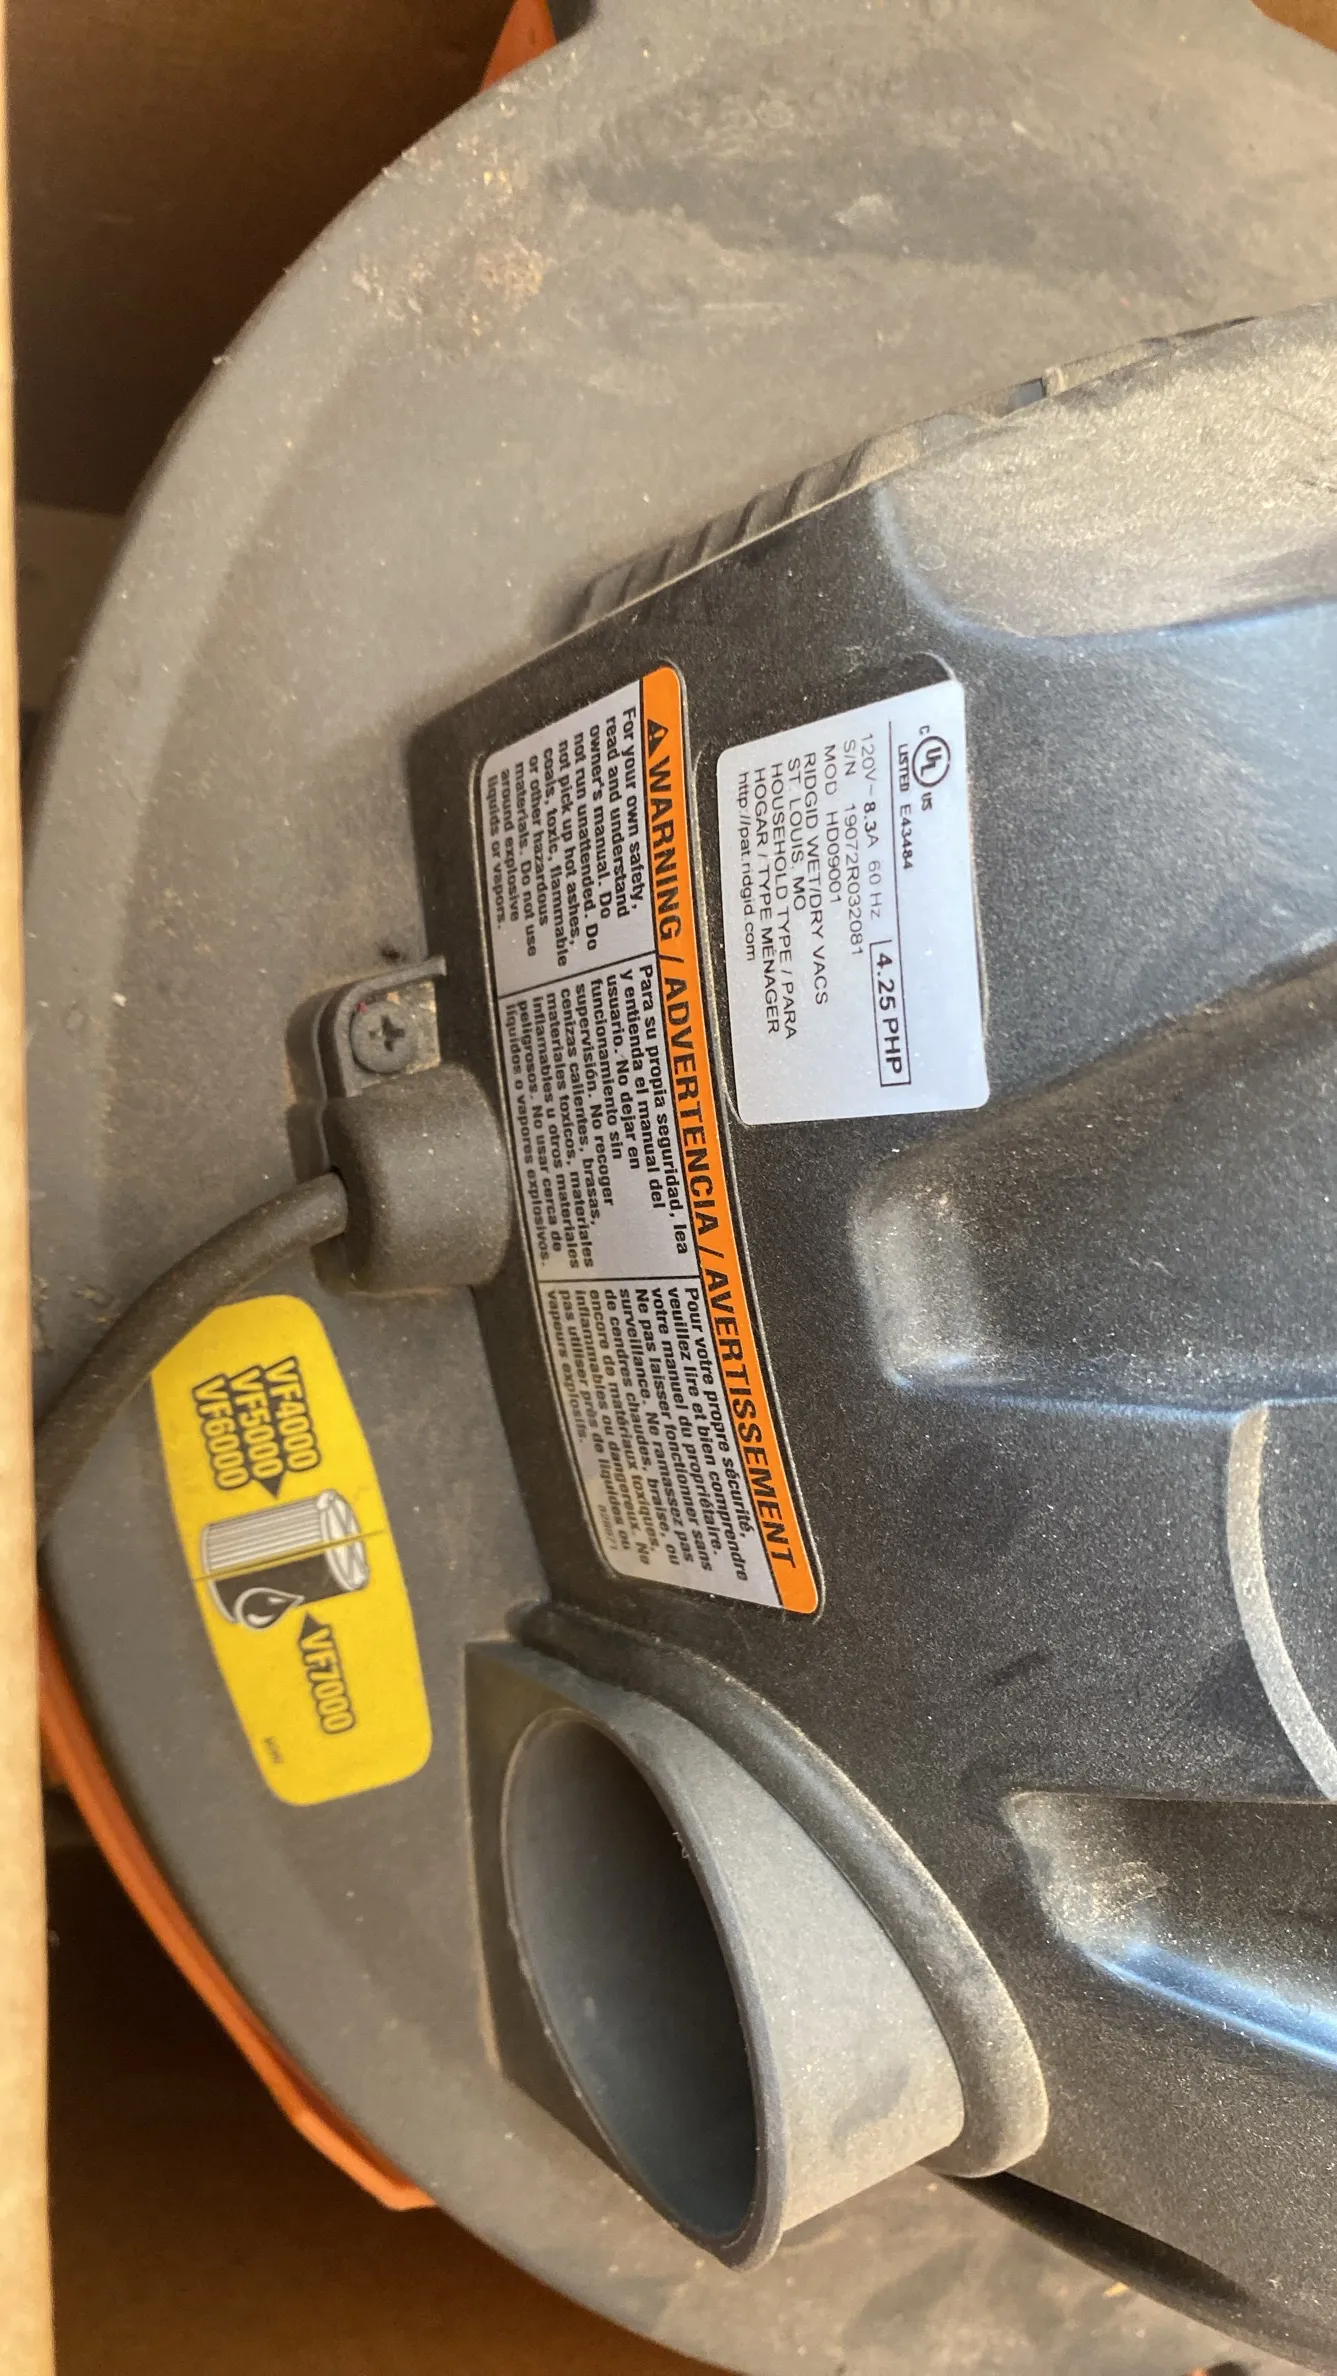 C UL US
LISTED E43484
4.25 PHP
120V~ 8.3A 60 Hz
S/N 19072R032081
MOD HD09001
RIDGID WET/DRY VACS
ST. LOUIS, MO
HOUSEHOLD TYPE / PARA
HOGAR / TYPE MÉNAGER
http://pat.ridgid.com
WARNING / ADVERTENCIA / AVERTISSEMENT
For your own safety,
read and understand
owner's manual. Do
not run unattended. Do
not pick up hot ashes,
coals, toxic, flammable
or other hazardous
materials. Do not use
around explosive
liquids or vapors.
Para su propia seguridad, lea
y entienda el manual del
usuario. No dejar en
funcionamiento sin
supervisión. No recoger
cenizas calientes, brasas,
materiales toxicos, materiales
inflamables u otros materiales
peligrosos. No usar cerca de
líquidos o vapores explosivos.
Pour votre propre sécurité,
veuillez lire et bien comprendre
votre manuel du propriétaire.
Ne pas laisser fonctionner sans
surveillance. Ne ramassez pas
de cendres chaudes, braise, ou
encore de matériaux toxiques,
inflammables ou dangereux. Ne
pas utiliser près de liquides ou
vapeurs explosifs.
VF4000
VF5000
VF6000
VF7000